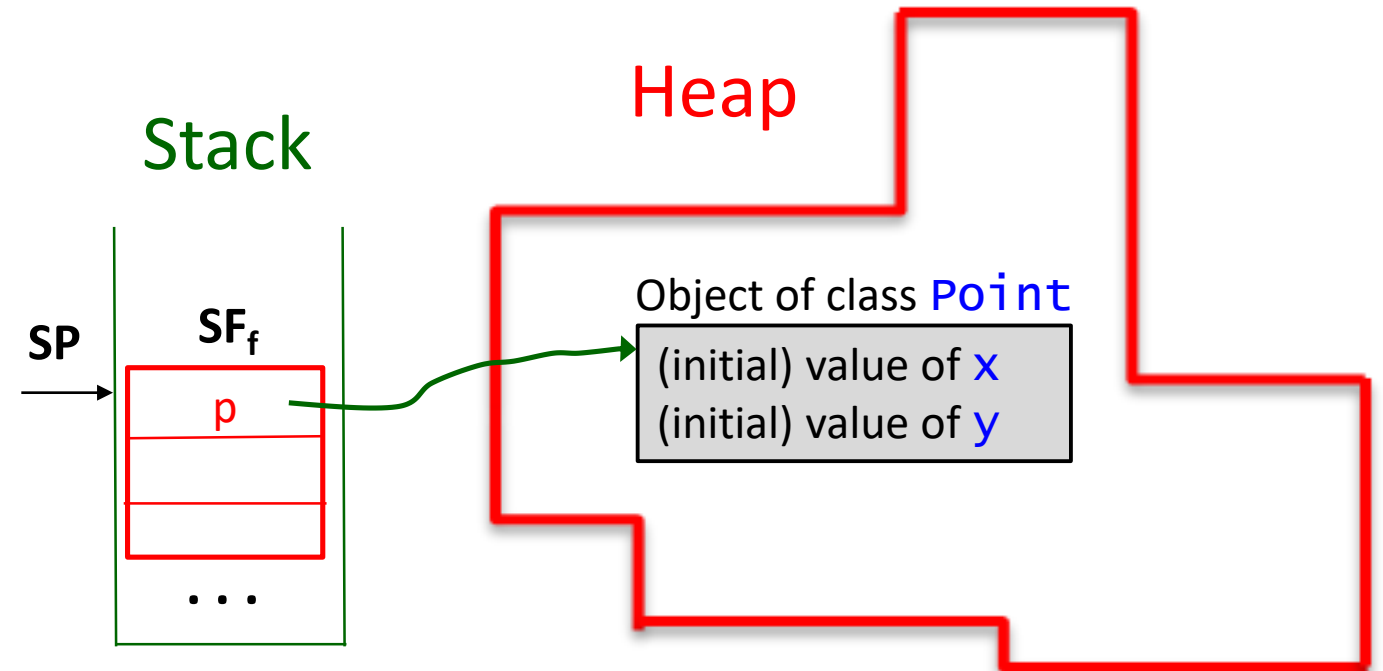 Heap
Stack
Object of class Point
SP
SFf
(initial) value of x
p
(initial) value of y
...